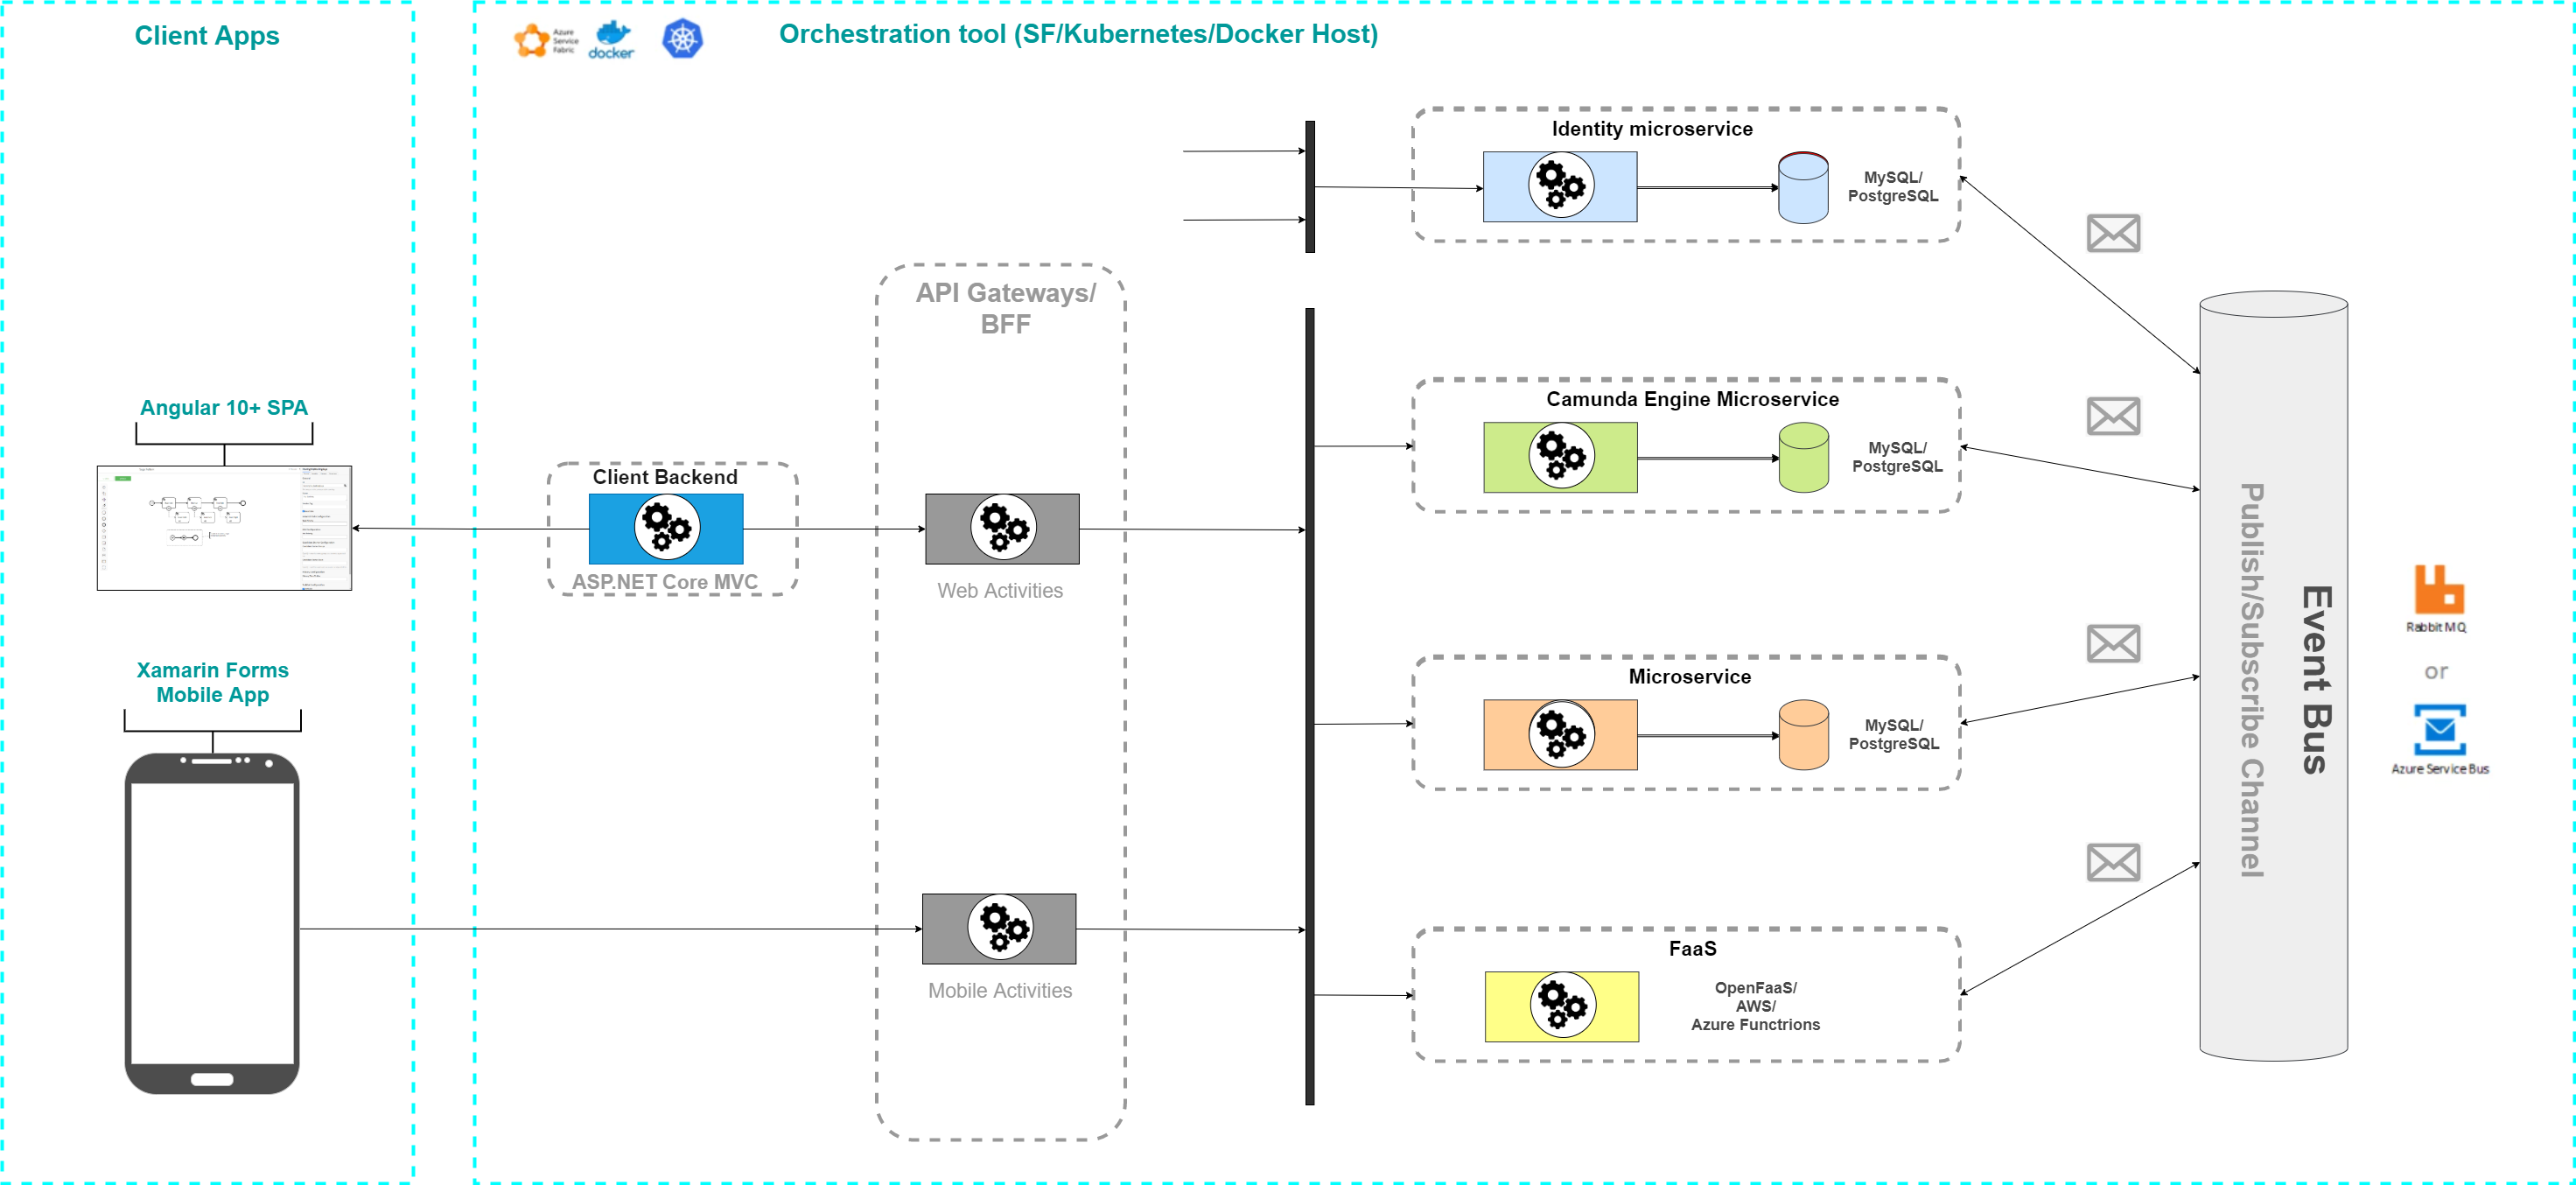 Client Apps
Azure
Service
Fabric
docker
Orchestration tool (SF/Kubernetes/Docker Host)
Identity microservice
MySQL/
PostgreSQL
API Gateways/
BFF
Angular 10+ SPA
Camunda Engine Microservice
MySQL/
PostgreSQL
Client Backend
ASP.NET Core MVC
Web Activities
Xamarin Forms
Mobile App
Microservice
MySQL/
PostgreSQL
Publish/Subscribe Channel
Event Bus
Rabbit MQ
or
Azure Service Bus
Mobile Activities
FaaS
OpenFaaS/
AWS/
Azure Functrions